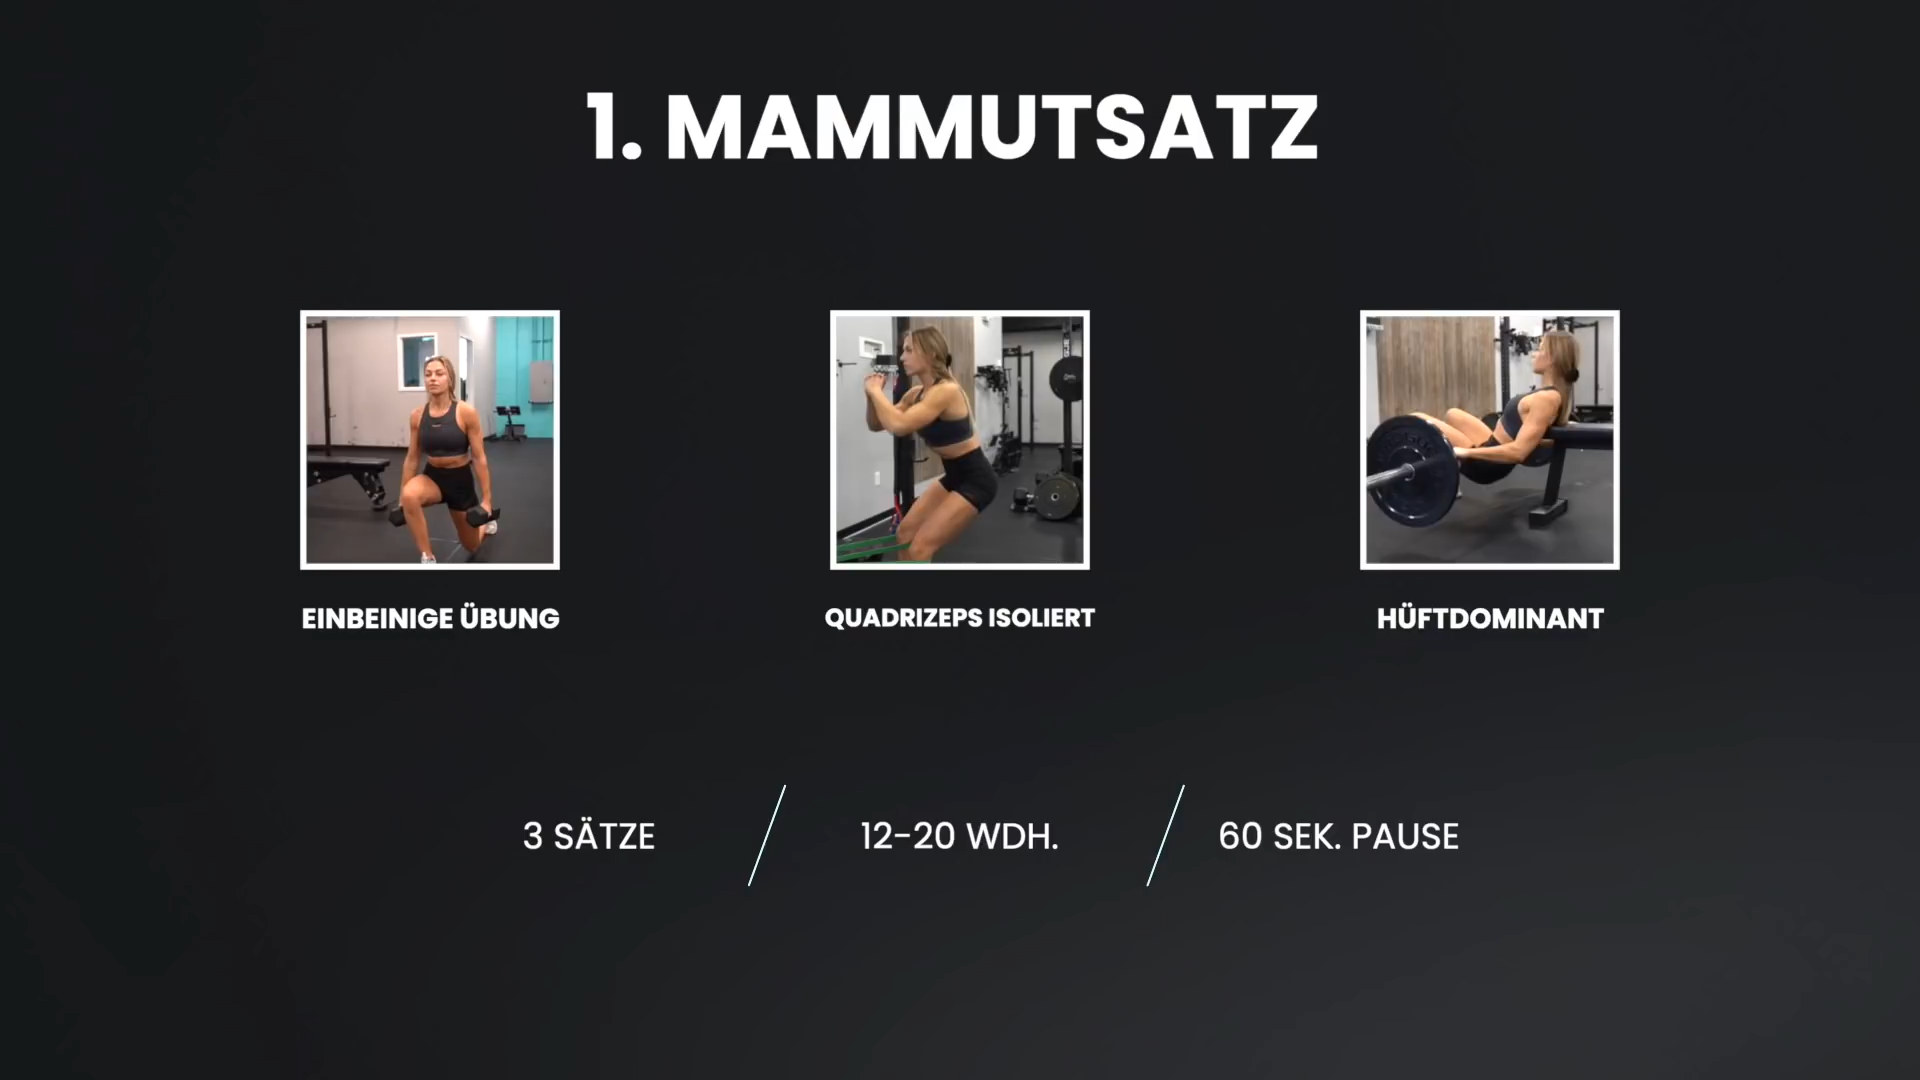 1. MAMMUTSATZ
EINBEINIGE ÜBUNG
QUADRIZEPS ISOLIERT
HÜFTDOMINANT
3 SÄTZE
12-20 WDH.
60 SEK. PAUSE